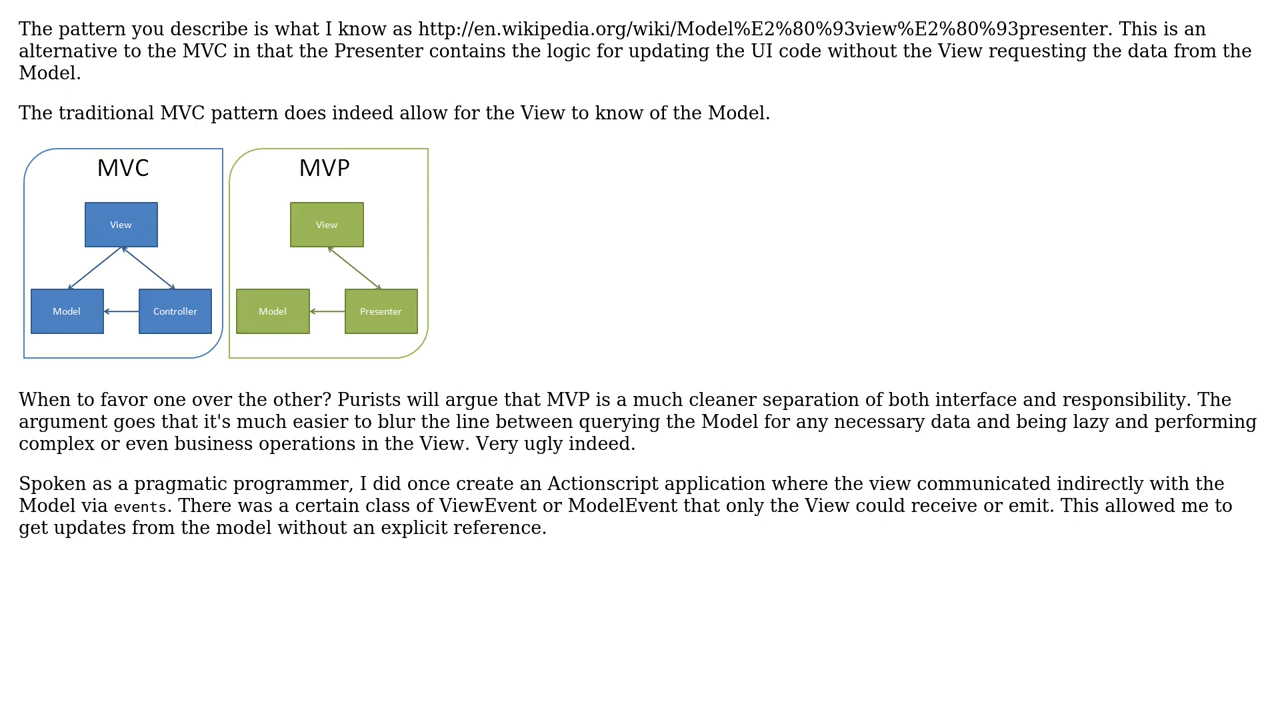 The pattern you describe is what I know as http://en.wikipedia.org/wiki/Model%E2%80%93view%E2%80%93presenter. This is an
alternative to the MVC in that the Presenter contains the logic for updating the UI code without the View requesting the data from the
Model.
The traditional MVC pattern does indeed allow for the View to know of the Model.
MVC
View
Model
Controller
MVP
View
Model
Presenter
When to favor one over the other? Purists will argue that MVP is a much cleaner separation of both interface and responsibility. The
argument goes that it's much easier to blur the line between querying the Model for any necessary data and being lazy and performing
complex or even business operations in the View. Very ugly indeed.
Spoken as a pragmatic programmer, I did once create an Actionscript application where the view communicated indirectly with the
Model via events. There was a certain class of ViewEvent or ModelEvent that only the View could receive or emit. This allowed me to
get updates from the model without an explicit reference.